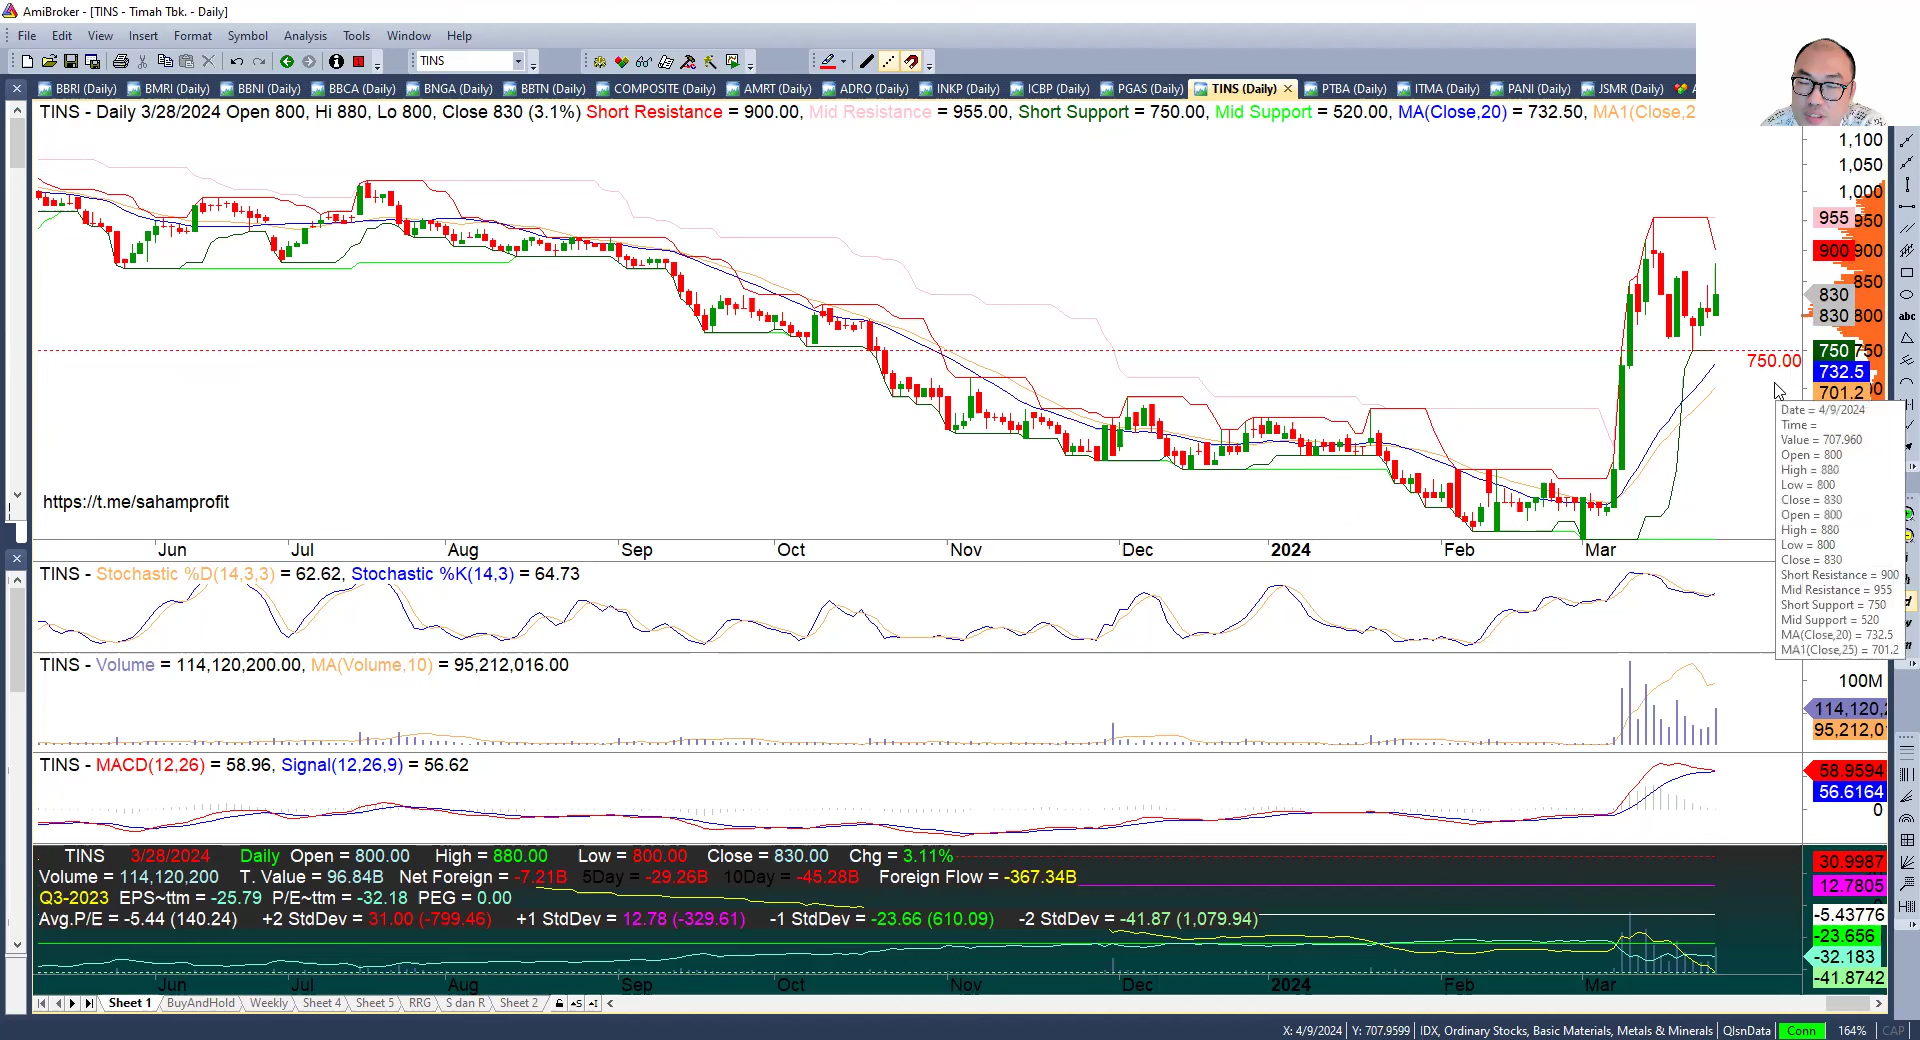 AmiBroker - [TINS - Timah Tbk. - Daily]
File Edit View Insert Format Symbol Analysis Tools Window Help
TINS
BBRI (Daily) BMRI (Daily) BBNI (Daily) BBCA (Daily) BNGA (Daily) BBTN (Daily) COMPOSITE (Daily) AMRT (Daily) ADRO (Daily) INKP (Daily) ICBP (Daily) PGAS (Daily) TINS (Daily) PTBA (Daily) ITMA (Daily) PANI (Daily) JSMR (Daily)
TINS - Daily 3/28/2024 Open 800, Hi 880, Lo 800, Close 830 (3.1%) Short Resistance = 900.00, Mid Resistance = 955.00, Short Support = 750.00, Mid Support = 520.00, MA(Close,20) = 732.50, MA1(Close,2
1,100
1,050
1,000
955 950
900 900
850
830
830 800
750 750
750.00
732.5
701.2
abc
Date = 4/9/2024
Time =
Value = 707.960
Open = 800
High = 880
Low = 800
Close = 830
Open = 800
High = 880
Low = 800
Close = 830
Short Resistance = 900
Mid Resistance = 955
Short Support = 750
Mid Support = 520
MA(Close,20) = 732.5
MA1(Close,25) = 701.2
https://t.me/sahamprofit
Jun Jul Aug Sep Oct Nov Dec 2024 Feb Mar
TINS - Stochastic %D(14,3,3) = 62.62, Stochastic %K(14,3) = 64.73
TINS - Volume = 114,120,200.00, MA(Volume,10) = 95,212,016.00
100M
114,120,2
95,212,0
TINS - MACD(12,26) = 58.96, Signal(12,26,9) = 56.62
58.9594
56.6164
0
TINS 3/28/2024 Daily Open = 800.00 High = 880.00 Low = 800.00 Close = 830.00 Chg = 3.11%
Volume = 114,120,200 T. Value = 96.84B Net Foreign = -7.21B 5Day = -29.26B 10Day = -45.28B Foreign Flow = -367.34B
Q3-2023 EPS~ttm = -25.79 P/E~ttm = -32.18 PEG = 0.00
Avg.P/E = -5.44 (140.24) +2 StdDev = 31.00 (-799.46) +1 StdDev = 12.78 (-329.61) -1 StdDev = -23.66 (610.09) -2 StdDev = -41.87 (1,079.94)
30.9987
12.7805
-5.43776
-23.656
-32.183
-41.8742
Jun Jul Aug Sep Oct Nov Dec 2024 Feb Mar
Sheet 1 BuyAndHold Weekly Sheet 4 Sheet 5 RRG S dan R Sheet 2
X: 4/9/2024 Y: 707.9599 IDX, Ordinary Stocks, Basic Materials, Metals & Minerals QlsnData Conn 164% CAP